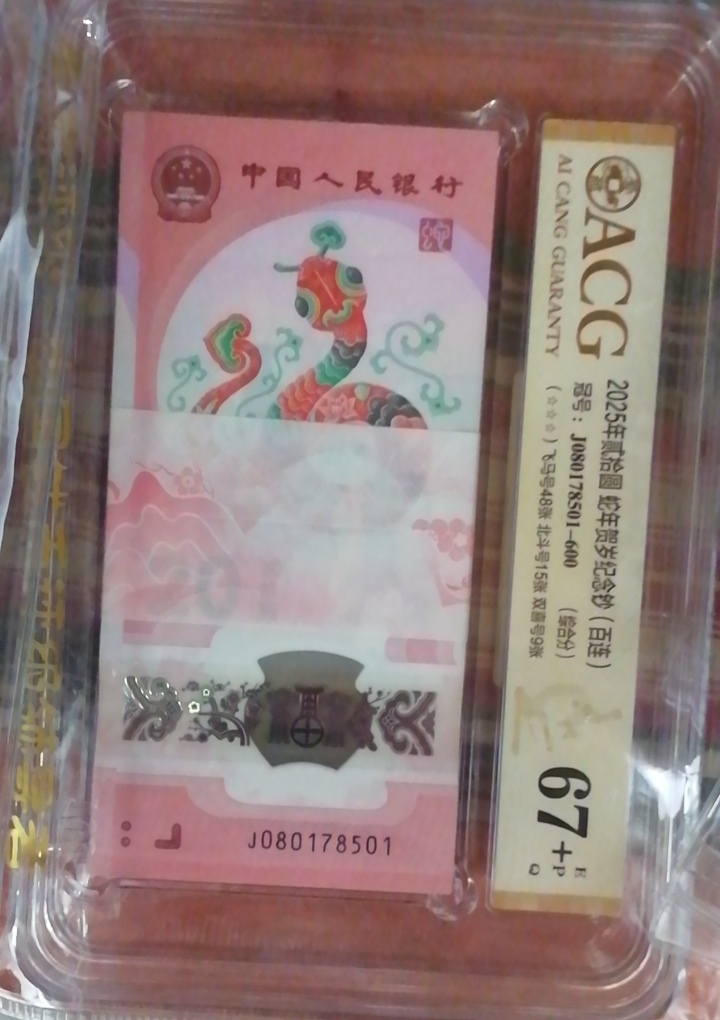 中国人民银行
J080178501
ACG
AI CANG GUARANTY
2025年贰拾圆 蛇年贺岁纪念钞（百连）
冠号：J080178501-600 （综合分）
（☆☆☆）飞马号48张 北斗号15张 双喜号9张
67+
E
P
Q